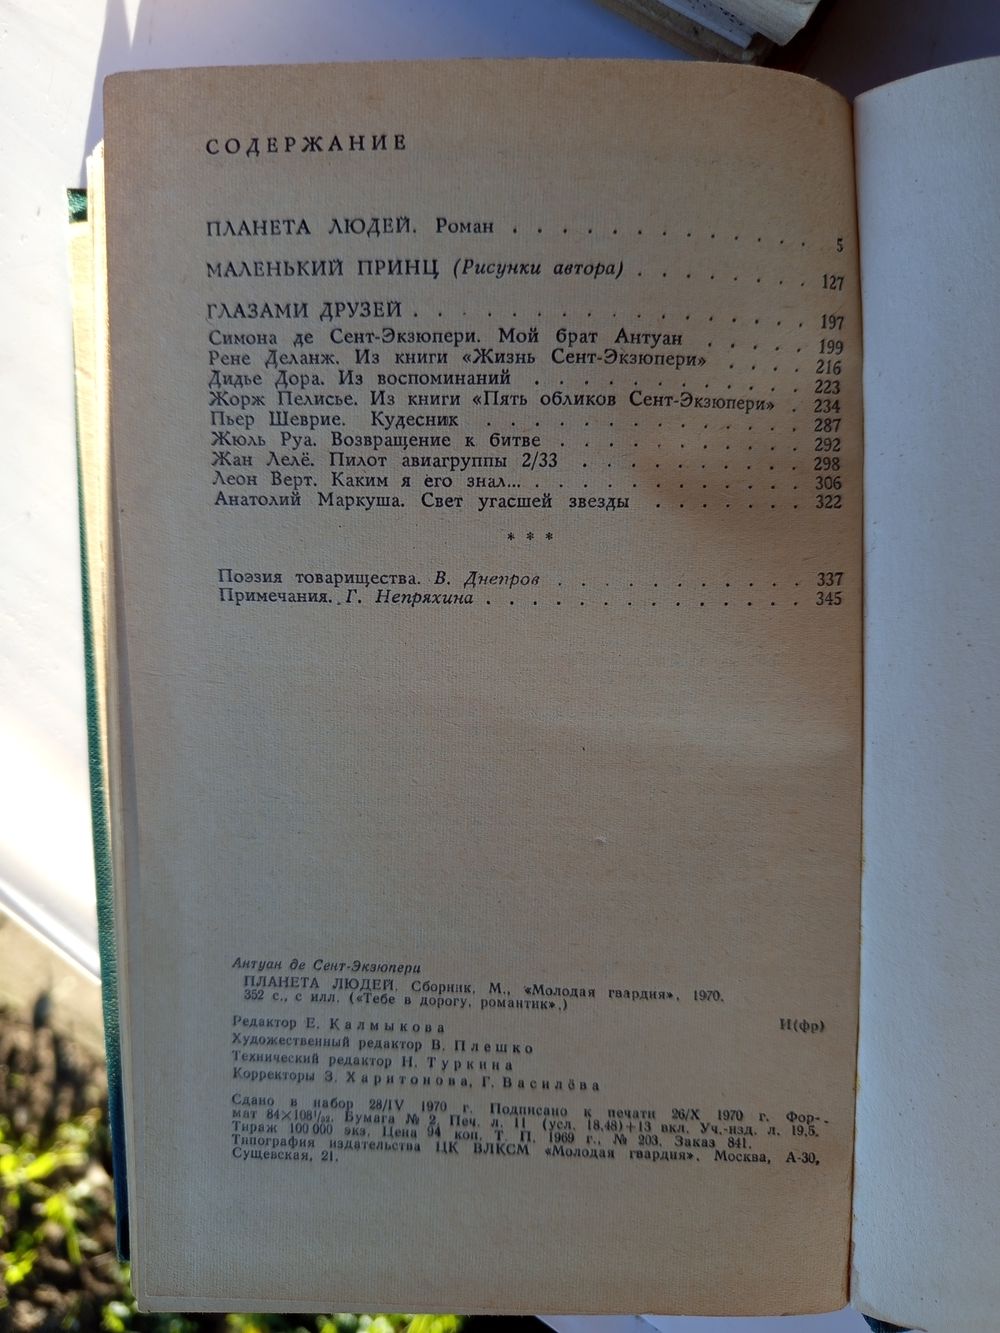 СОДЕРЖАНИЕ
ПЛАНЕТА ЛЮДЕЙ. Роман . . . . . . . . . . . . . 5
МАЛЕНЬКИЙ ПРИНЦ (Рисунки автора) . . . . . . . . 127
ГЛАЗАМИ ДРУЗЕЙ . . . . . . . . . . . . . . . . . 197
Симона де Сент-Экзюпери. Мой брат Антуан . . . . . 199
Рене Деланж. Из книги «Жизнь Сент-Экзюпери» . . . . 216
Дидье Дора. Из воспоминаний . . . . . . . . . . . . 223
Жорж Пелисье. Из книги «Пять обликов Сент-Экзюпери» . 234
Пьер Шеврие. Кудесник . . . . . . . . . . . . . 287
Жюль Руа. Возвращение к битве . . . . . . . . . . 292
Жан Лелё. Пилот авиагруппы 2/33 . . . . . . . . . 298
Леон Верт. Каким я его знал... . . . . . . . . . . . . 306
Анатолий Маркуша. Свет угасшей звезды . . . . . . . 322
* * *
Поэзия товарищества. В. Днепров . . . . . . . . . . . 337
Примечания. Г. Непряхина . . . . . . . . . . . . . . 345
Антуан де Сент-Экзюпери
ПЛАНЕТА ЛЮДЕЙ. Сборник, М., «Молодая гвардия», 1970.
352 с., с илл. («Тебе в дорогу, романтик».)
И(фр)
Редактор Е. Калмыкова
Художественный редактор В. Плешко
Технический редактор Н. Туркина
Корректоры З. Харитонова, Г. Василёва
Сдано в набор 28/IV 1970 г. Подписано к печати 26/X 1970 г. Фор-
мат 84×108¹/₃₂. Бумага № 2. Печ. л. 11 (усл. 18,48)+13 вкл. Уч.-изд. л. 19,5.
Тираж 100 000 экз. Цена 94 коп. Т. П. 1969 г., № 203. Заказ 841.
Типография издательства ЦК ВЛКСМ «Молодая гвардия». Москва, А-30,
Сущевская, 21.